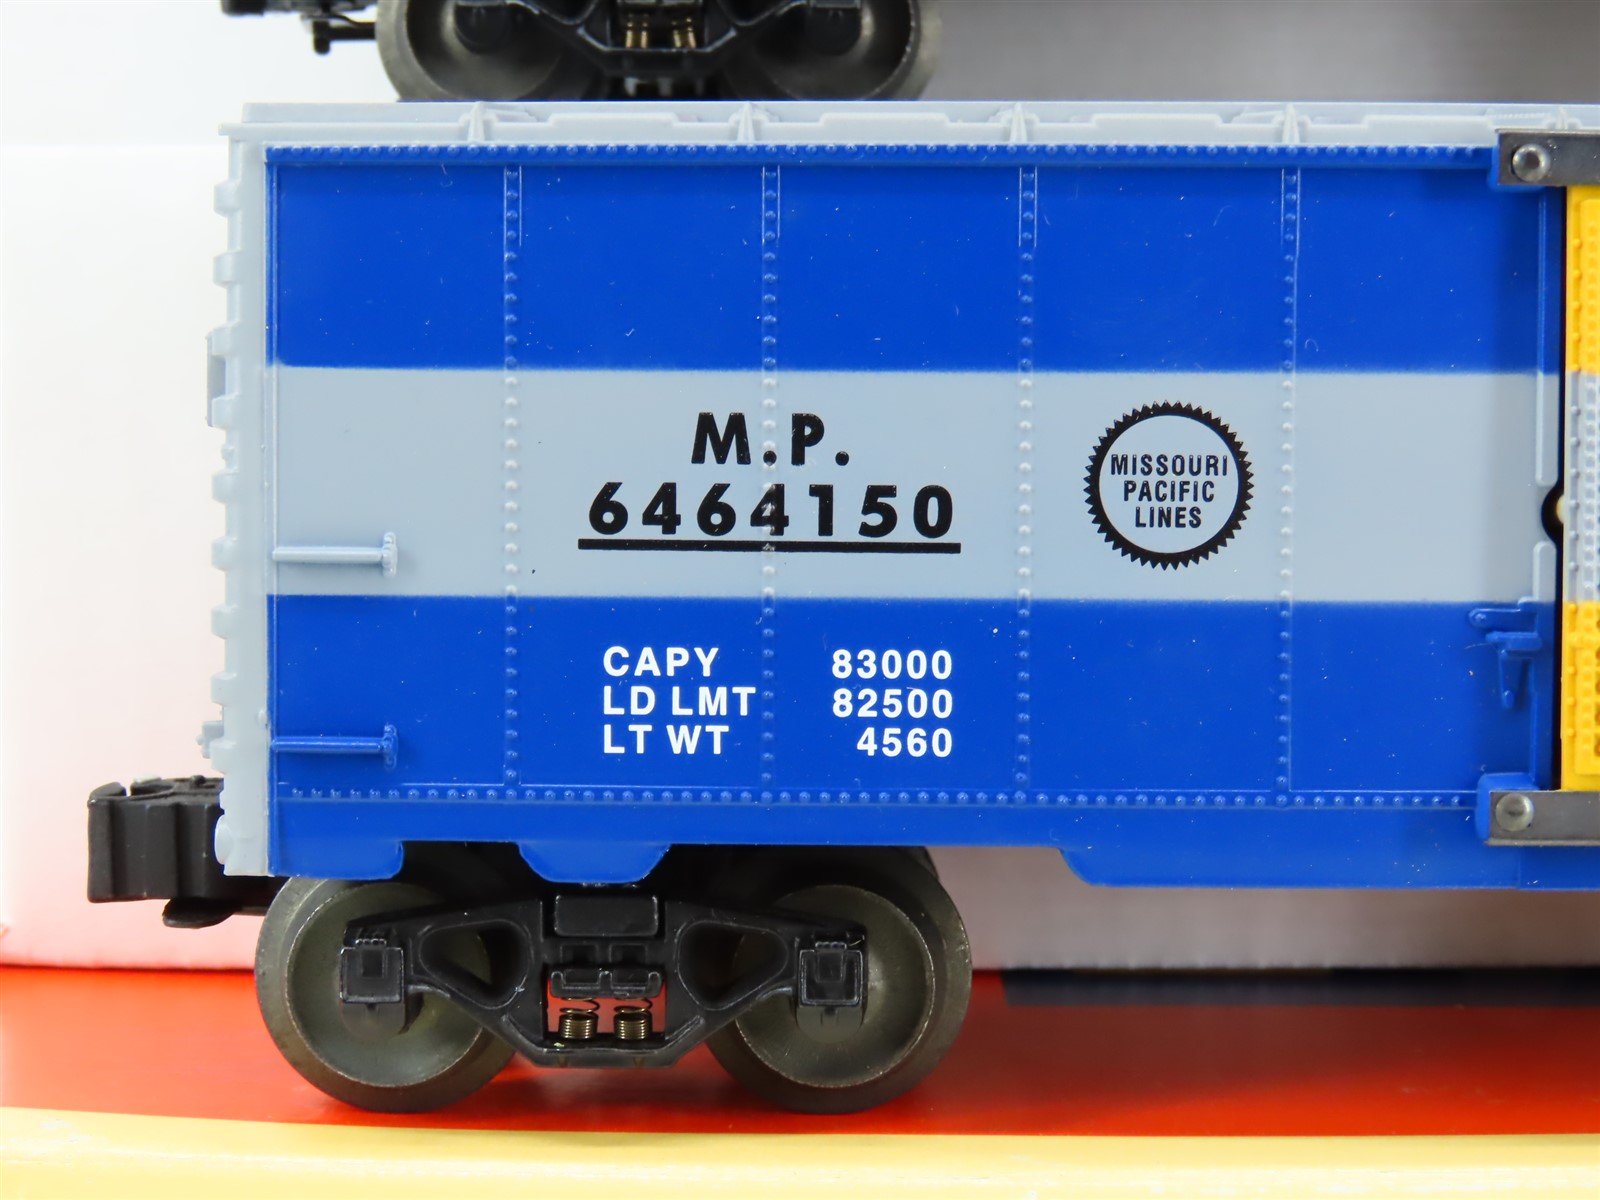 M.P.
6464150
MISSOURI
PACIFIC
LINES
CAPY 83000
LD LMT 82500
LT WT 4560